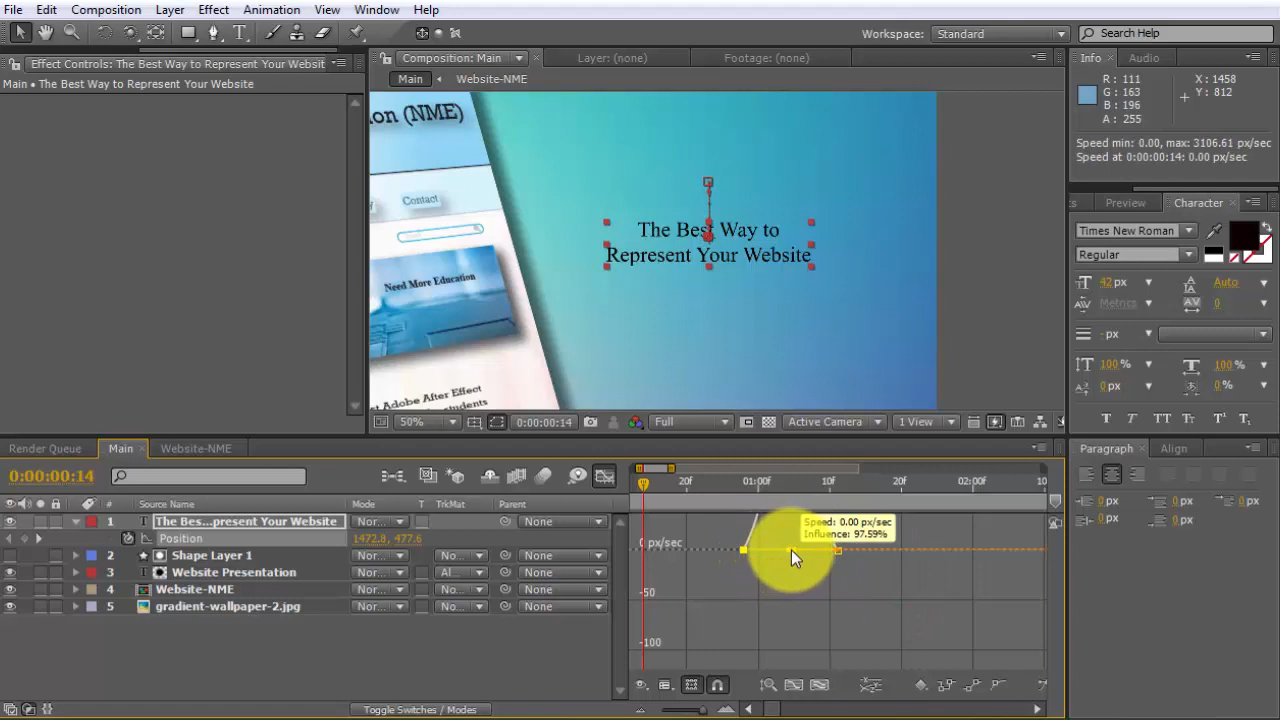 File Edit Composition Layer Effect Animation View Window Help
Workspace: Standard Search Help
Effect Controls: The Best Way to Represent Your Websit
Main • The Best Way to Represent Your Website
Composition: Main
Layer: (none)
Footage: (none)
Main Website-NME
Info Audio
R: 111
G: 163
B: 196
A: 255
X: 1458
Y: 812
Speed min: 0.00, max: 3106.61 px/sec
Speed at 0:00:00:14: 0.00 px/sec
Preview Character
Times New Roman
Regular
42 px Auto
Metrics 0
- px
100 % 100 %
0 px 0 %
T T TT Tt T¹ T₁
ion (NME)
Contact
Need More Education
st Adobe After Effect
students
The Best Way to
Represent Your Website
50% 0:00:00:14 Full Active Camera 1 View
Render Queue Main Website-NME
0:00:00:14
20f 01:00f 10f 20f 02:00f 10
# Source Name Mode T TrkMat Parent
1 T The Bes...present Your Website Nor... None
Position 1472.8, 477.6
2 Shape Layer 1 Nor... No... None
3 T Website Presentation Nor... Al... None
4 Website-NME Nor... No... None
5 gradient-wallpaper-2.jpg Nor... No... None
0 px/sec
-50
-100
Speed: 0.00 px/sec
Influence: 97.59%
Toggle Switches / Modes
Paragraph Align
0 px 0 px 0 px
0 px 0 px